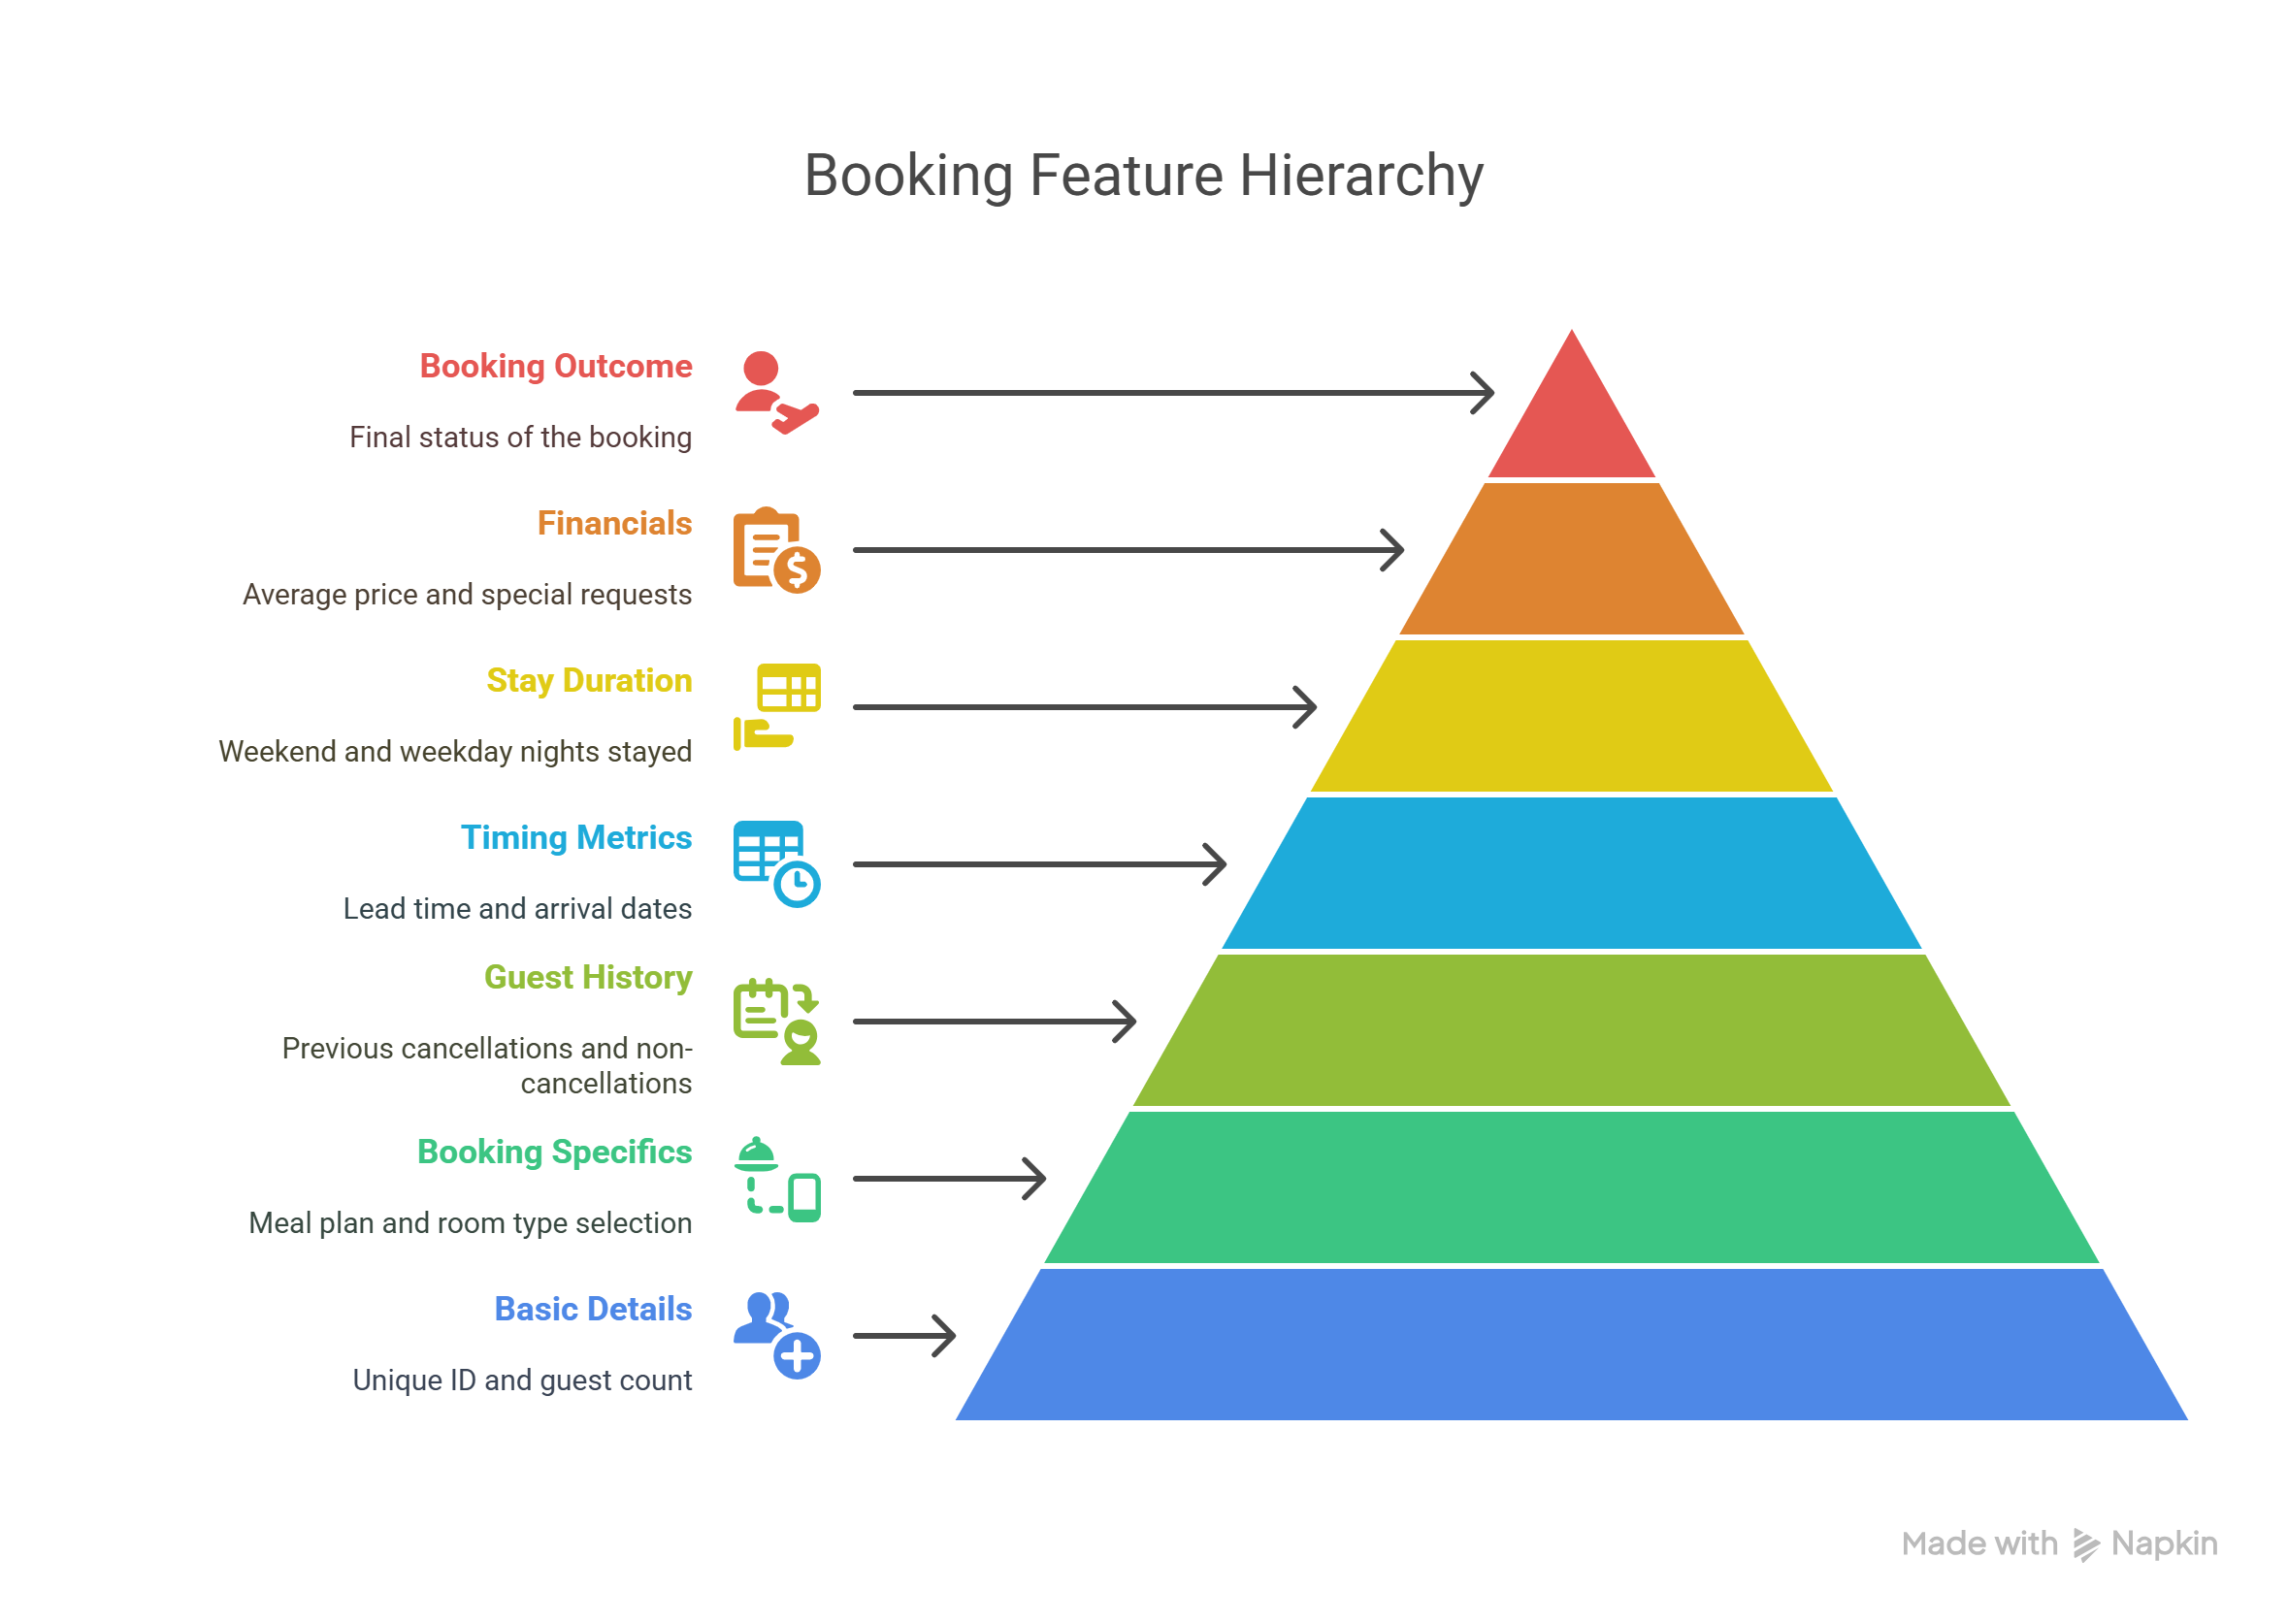 Booking Feature Hierarchy
Booking Outcome
Final status of the booking
Financials
Average price and special requests
Stay Duration
Weekend and weekday nights stayed
Timing Metrics
Lead time and arrival dates
Guest History
Previous cancellations and non-
cancellations
Booking Specifics
Meal plan and room type selection
Basic Details
Unique ID and guest count
Made with Napkin